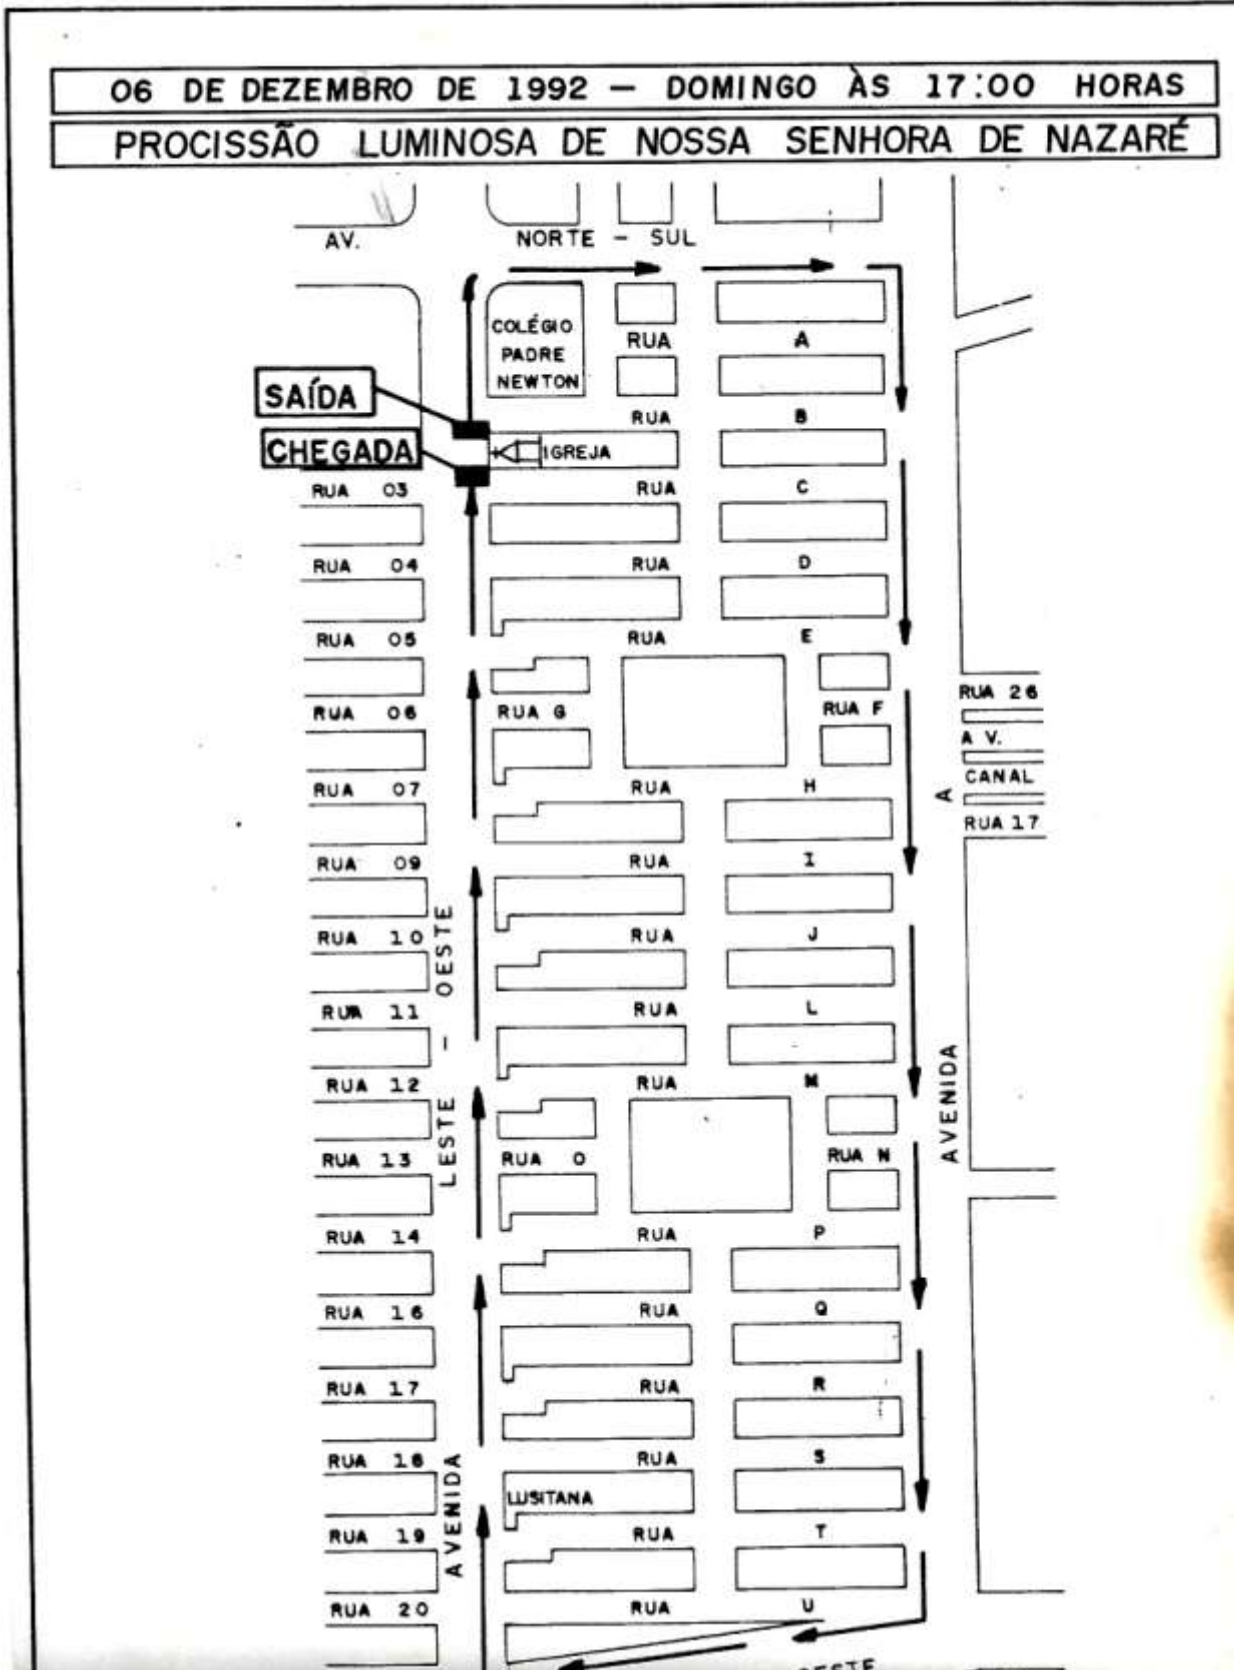 06 DE DEZEMBRO DE 1992 — DOMINGO ÀS 17:00 HORAS
PROCISSÃO LUMINOSA DE NOSSA SENHORA DE NAZARÉ
AV. NORTE - SUL
COLÉGIO
PADRE
NEWTON
RUA A
SAÍDA
RUA B
CHEGADA
IGREJA
RUA 03 RUA C
RUA 04 RUA D
RUA 05 RUA E
RUA 26
RUA 06 RUA G RUA F
AV.
CANAL
RUA 07 RUA H
AVENIDA A
RUA 17
RUA 09 RUA I
RUA 10 RUA J
AVENIDA LESTE - OESTE
RUA 11 RUA L
RUA 12 RUA M
RUA 13 RUA O RUA N
RUA 14 RUA P
RUA 16 RUA Q
RUA 17 RUA R
RUA 18 RUA S
LUSITANA
RUA 19 RUA T
RUA 20 RUA U